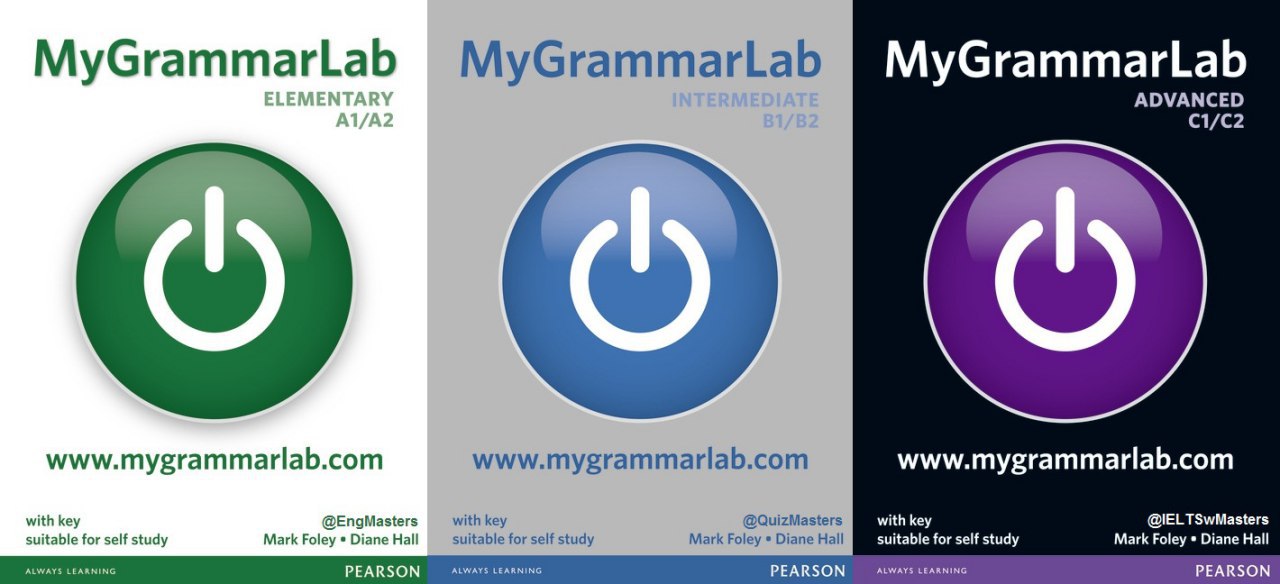 MyGrammarLab
ELEMENTARY
A1/A2
www.mygrammarlab.com
with key
suitable for self study
@EngMasters
Mark Foley • Diane Hall
ALWAYS LEARNING
PEARSON
MyGrammarLab
INTERMEDIATE
B1/B2
www.mygrammarlab.com
with key
suitable for self study
@QuizMasters
Mark Foley • Diane Hall
ALWAYS LEARNING
PEARSON
MyGrammarLab
ADVANCED
C1/C2
www.mygrammarlab.com
with key
suitable for self study
@IELTSwMasters
Mark Foley • Diane Hall
ALWAYS LEARNING
PEARSON